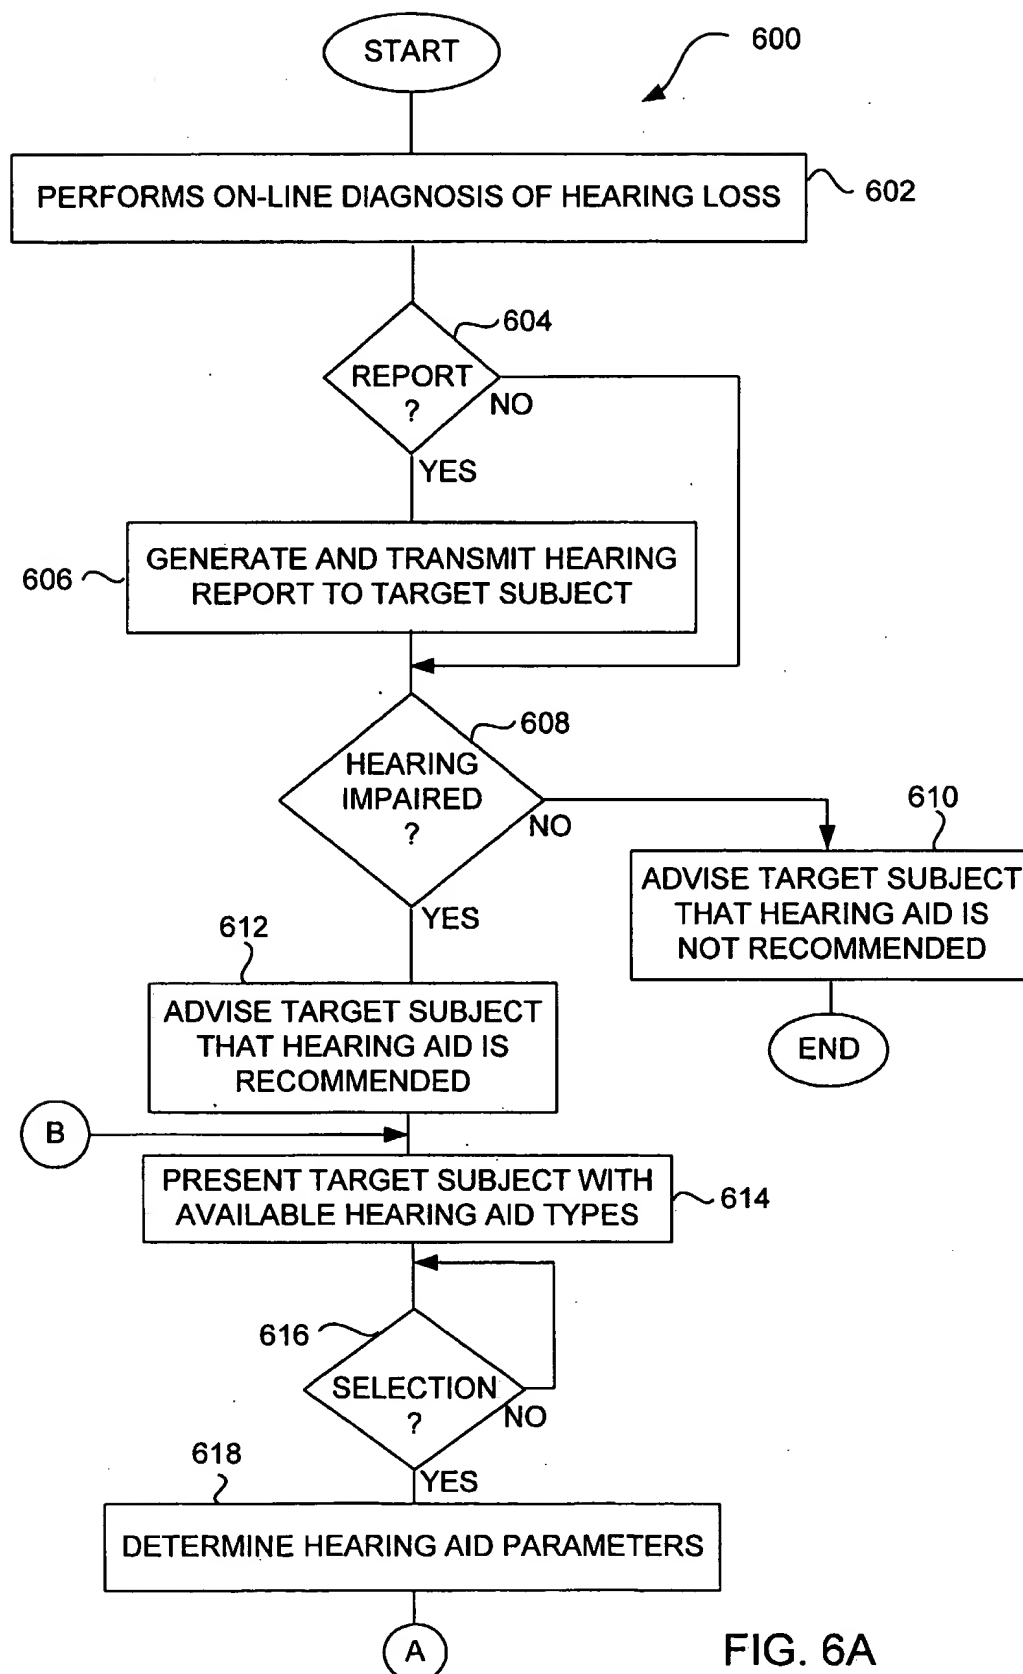 START
600
PERFORMS ON-LINE DIAGNOSIS OF HEARING LOSS
602
604
REPORT
?
NO
YES
606
GENERATE AND TRANSMIT HEARING
REPORT TO TARGET SUBJECT
608
HEARING
IMPAIRED
?
NO
YES
610
ADVISE TARGET SUBJECT
THAT HEARING AID IS
NOT RECOMMENDED
END
612
ADVISE TARGET SUBJECT
THAT HEARING AID IS
RECOMMENDED
B
PRESENT TARGET SUBJECT WITH
AVAILABLE HEARING AID TYPES
614
616
SELECTION
?
NO
YES
618
DETERMINE HEARING AID PARAMETERS
A
FIG. 6A